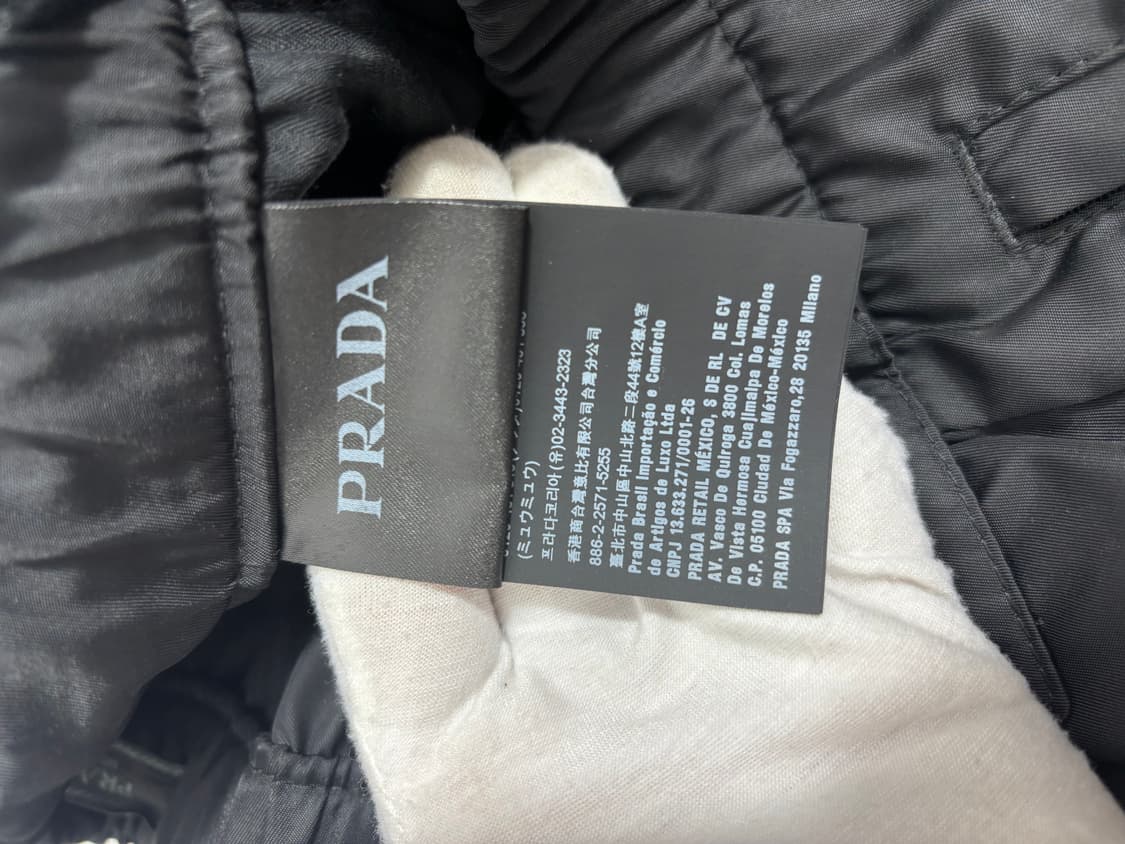 PRADA
(ミュウミュウ)
프라다코리아(유)02-3443-2323
香港商台灣意比有限公司台灣分公司
886-2-2571-5255
臺北市中山區中山北路二段44號12樓A室
Prada Brasil Importação e Comércio
de Artigos de Luxo Ltda
CNPJ 13.633.271/0001-26
PRADA RETAIL MÉXICO, S DE RL DE CV
AV. Vasco De Quiroga 3800 Col. Lomas
De Vista Hermosa Cuajimalpa De Morelos
C.P. 05100 Ciudad De México-México
PRADA SPA Via Fogazzaro,28 20135 Milano